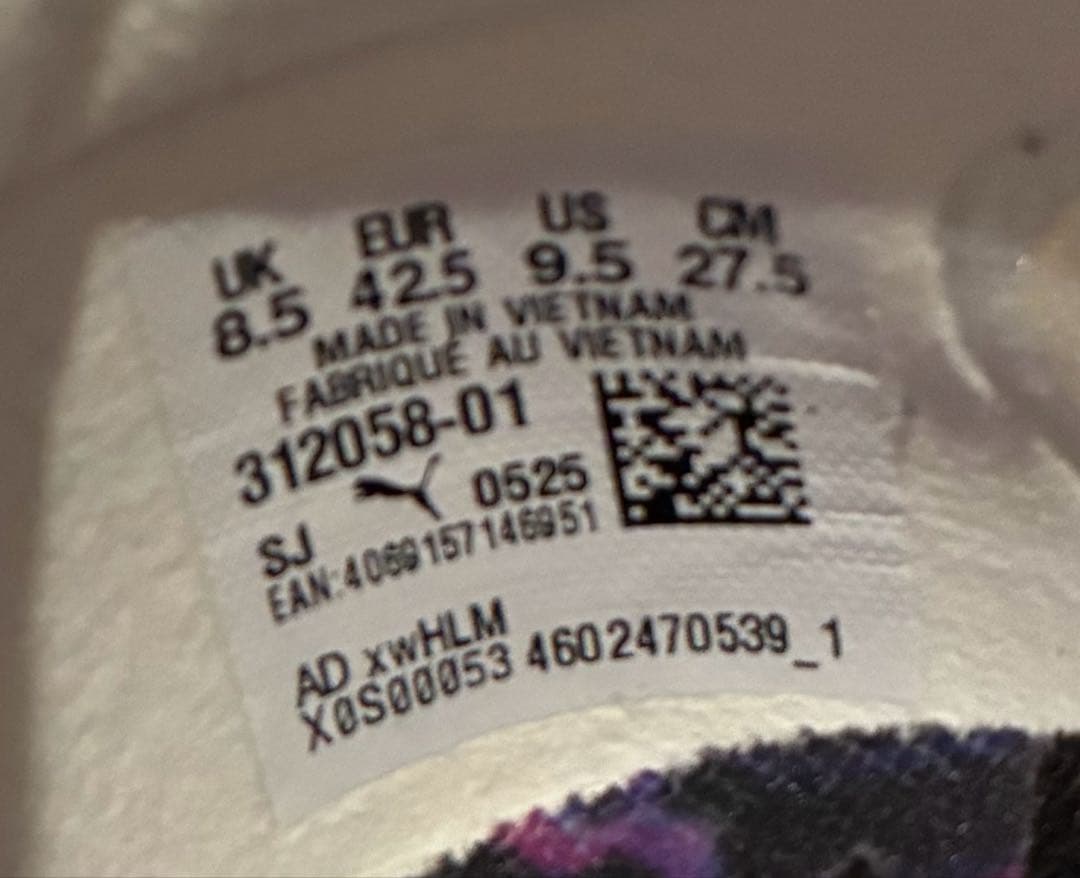 UK EUR US CM
8.5 42.5 9.5 27.5
MADE IN VIETNAM
FABRIQUÉ AU VIETNAM
312058-01
SJ 0525
EAN:4069157146951
AD xwHLM
X0S00053 4602470539_1